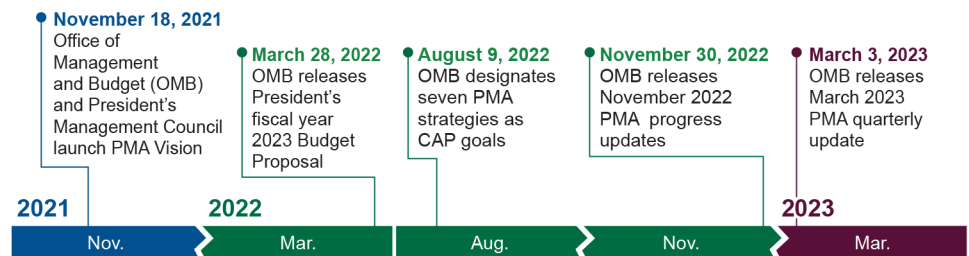 November 18, 2021
Office of
Management
and Budget (OMB)
and President's
Management Council
launch PMA Vision
March 28, 2022
OMB releases
President's
fiscal year
2023 Budget
Proposal
August 9, 2022
OMB designates
seven PMA
strategies as
CAP goals
November 30, 2022
OMB releases
November 2022
PMA progress
updates
March 3, 2023
OMB releases
March 2023
PMA quarterly
update
2021
2022
2023
Nov.
Mar.
Aug.
Nov.
Mar.